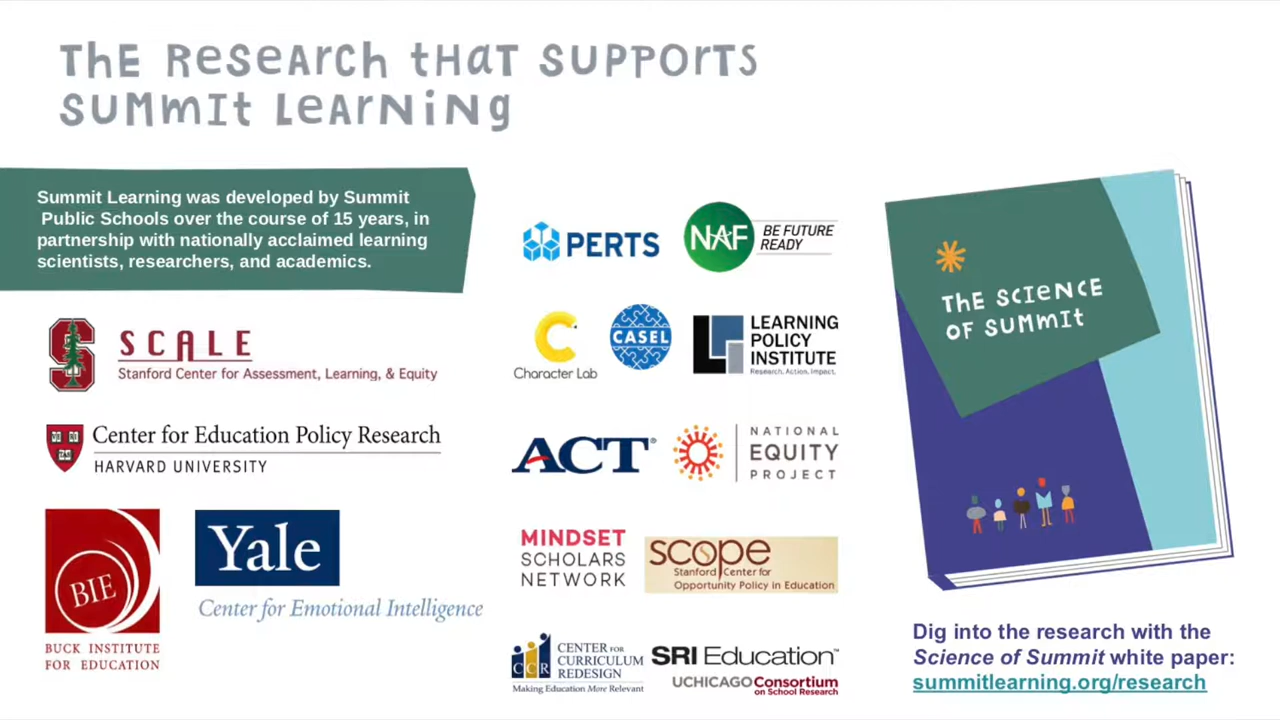 THE RESEARCH THAT SUPPORTS
SUMMIT LEARNING
Summit Learning was developed by Summit
Public Schools over the course of 15 years, in
partnership with nationally acclaimed learning
scientists, researchers, and academics.
S
SCALE
Stanford Center for Assessment, Learning, & Equity
Center for Education Policy Research
HARVARD UNIVERSITY
BIE
BUCK INSTITUTE
FOR EDUCATION
Yale
Center for Emotional Intelligence
PERTS
NAF
BE FUTURE
READY
Character Lab
CASEL
LEARNING
POLICY
INSTITUTE
Research. Action. Impact.
ACT®
NATIONAL
EQUITY
PROJECT
MINDSET
SCHOLARS
NETWORK
SCOPE
Stanford Center for
Opportunity Policy in Education
CCR
CENTER FOR
CURRICULUM
REDESIGN
Making Education More Relevant
SRI Education™
UCHICAGO Consortium
on School Research
THE SCIENCE
OF SUMMIT
Dig into the research with the
Science of Summit white paper:
summitlearning.org/research